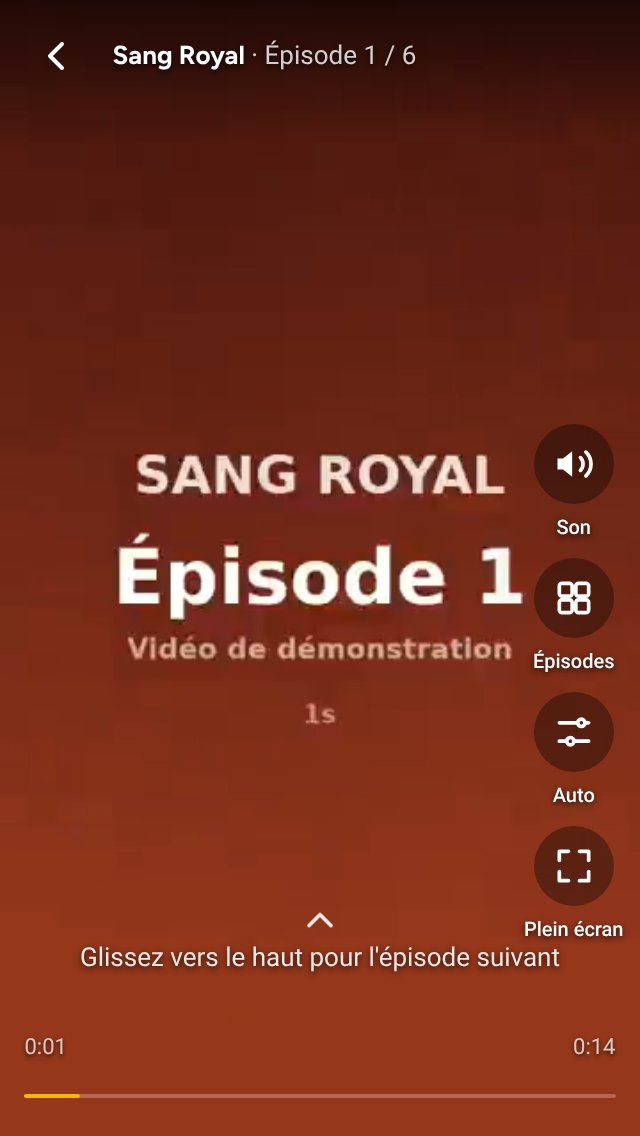 Sang Royal · Épisode 1 / 6
SANG ROYAL
Épisode 1
Vidéo de démonstration
1s
Son
Épisodes
Auto
Plein écran
Glissez vers le haut pour l'épisode suivant
0:01
0:14